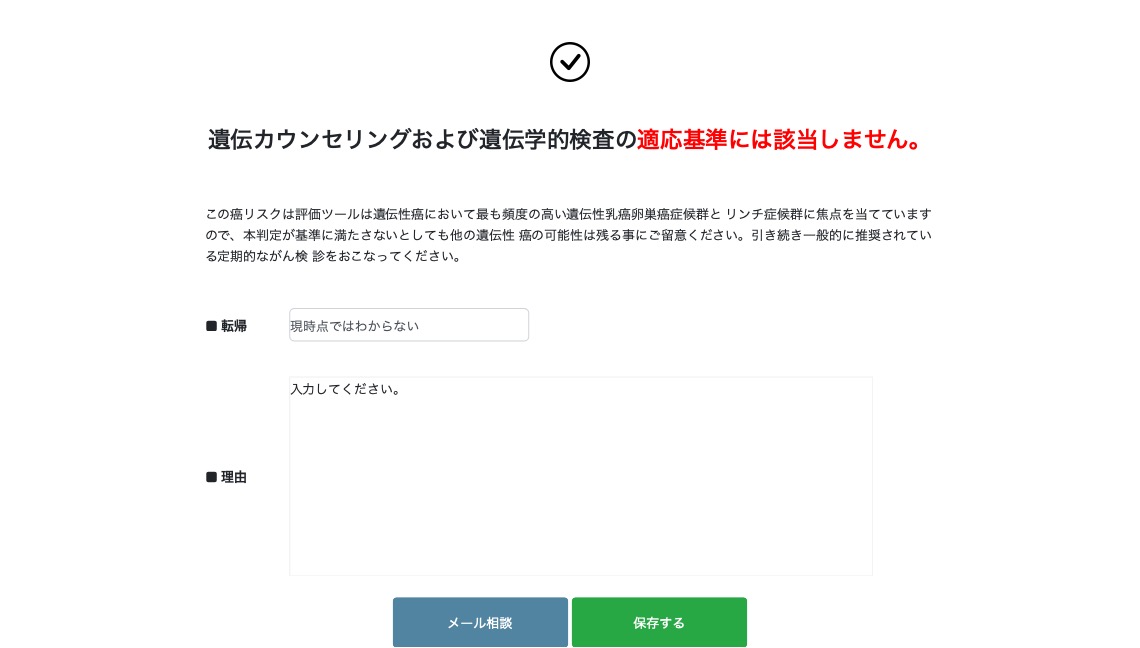 遺伝カウンセリングおよび遺伝学的検査の適応基準には該当しません。
この癌リスクは評価ツールは遺伝性癌において最も頻度の高い遺伝性乳癌卵巣癌症候群と リンチ症候群に焦点を当てています
ので、本判定が基準に満たさないとしても他の遺伝性 癌の可能性は残る事にご留意ください。引き続き一般的に推奨されてい
る定期的ながん検 診をおこなってください。
■ 転帰
現時点ではわからない
入力してください。
■ 理由
メール相談
保存する